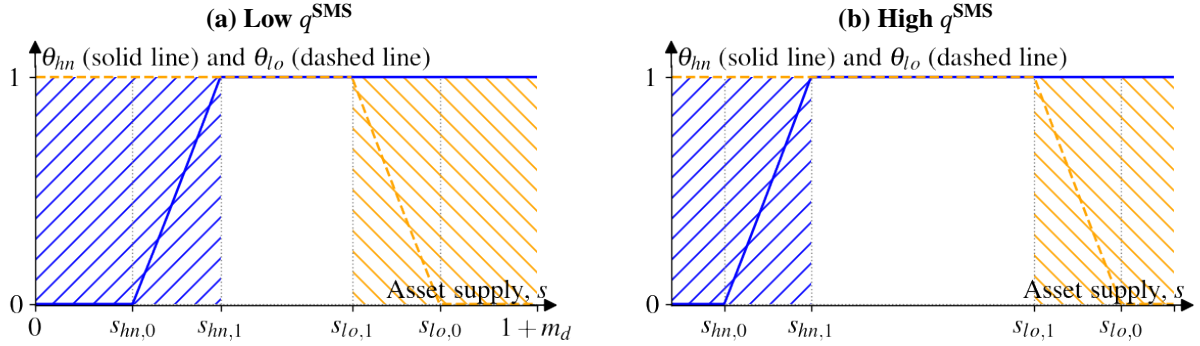 (a) Low q^SMS
θ_hn (solid line) and θ_lo (dashed line)
1
Asset supply, s
0
0 s_hn,0 s_hn,1 s_lo,1 s_lo,0 1 + m_d
(b) High q^SMS
θ_hn (solid line) and θ_lo (dashed line)
1
Asset supply, s
0
s_hn,0 s_hn,1 s_lo,1 s_lo,0